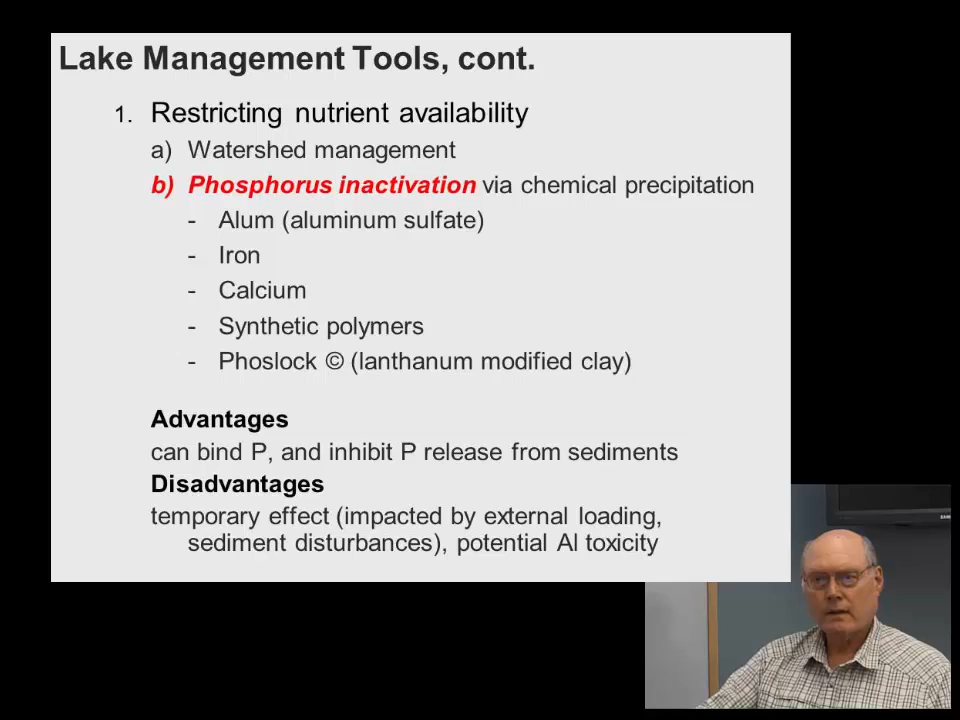 Lake Management Tools, cont.
1. Restricting nutrient availability
a) Watershed management
b) Phosphorus inactivation via chemical precipitation
- Alum (aluminum sulfate)
- Iron
- Calcium
- Synthetic polymers
- Phoslock © (lanthanum modified clay)
Advantages
can bind P, and inhibit P release from sediments
Disadvantages
temporary effect (impacted by external loading,
sediment disturbances), potential Al toxicity